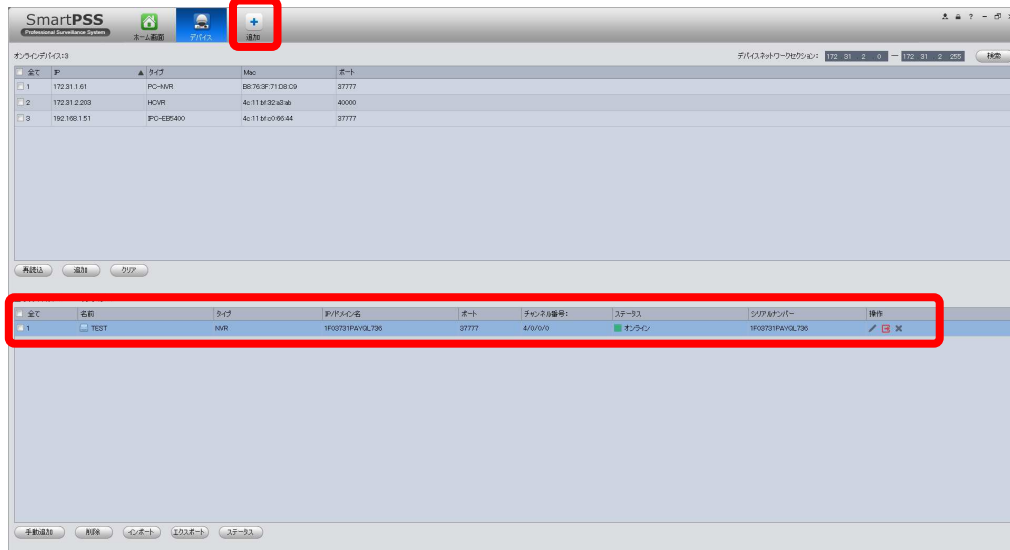 SmartPSS
Professional Surveillance System
ホーム画面
デバイス
追加
?
オンラインデバイス:3
デバイスネットワークセクション: 172 31 2 0 — 172 31 2 255 検索
全て IP ▲ タイプ Mac ポート
1 172.31.1.61 PC-NVR B8:76:3F:71:D8:C9 37777
2 172.31.2.203 HCVR 4c:11:bf:32:a3:ab 40000
3 192.168.1.51 IPC-EB5400 4c:11:bf:c0:66:44 37777
再読込 追加 クリア
全て 名前 タイプ IP/ドメイン名 ポート チャンネル番号: ステータス シリアルナンバー 操作
1 TEST NVR 1F03731PAYGL736 37777 4/0/0/0 オンライン 1F03731PAYGL736
手動追加 削除 インポート エクスポート ステータス